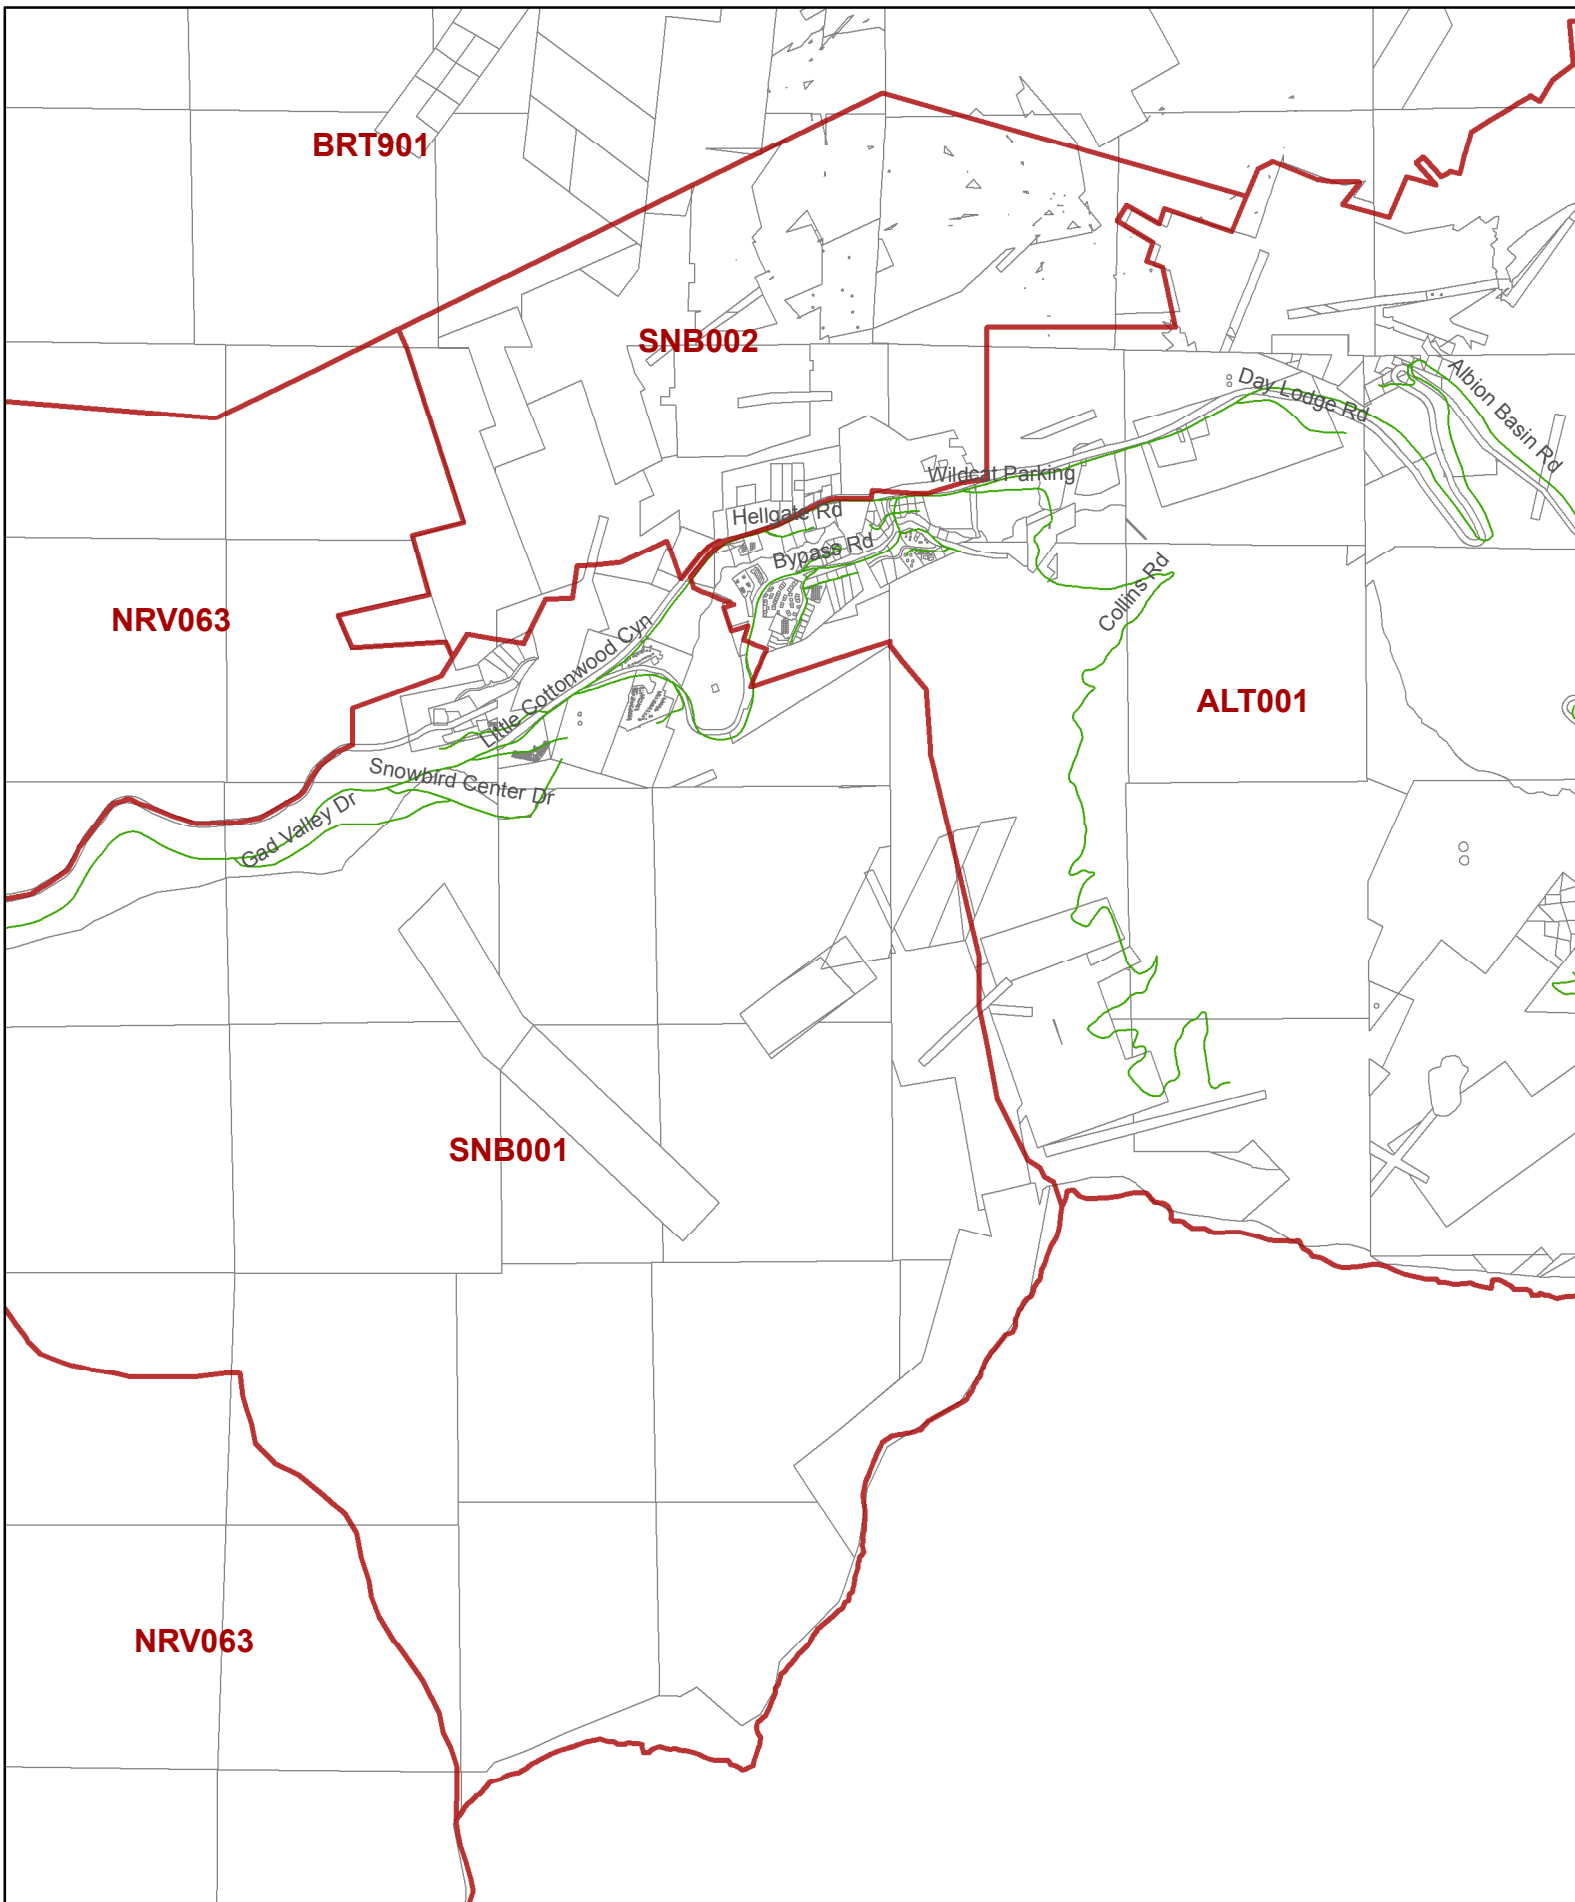 BRT901
SNB002
Day Lodge Rd
Albion Basin Rd
Wildcat Parking
Hellgate Rd
Bypass Rd
Collins Rd
NRV063
Little Cottonwood Cyn
ALT001
Snowbird Center Dr
Gad Valley Dr
SNB001
NRV063